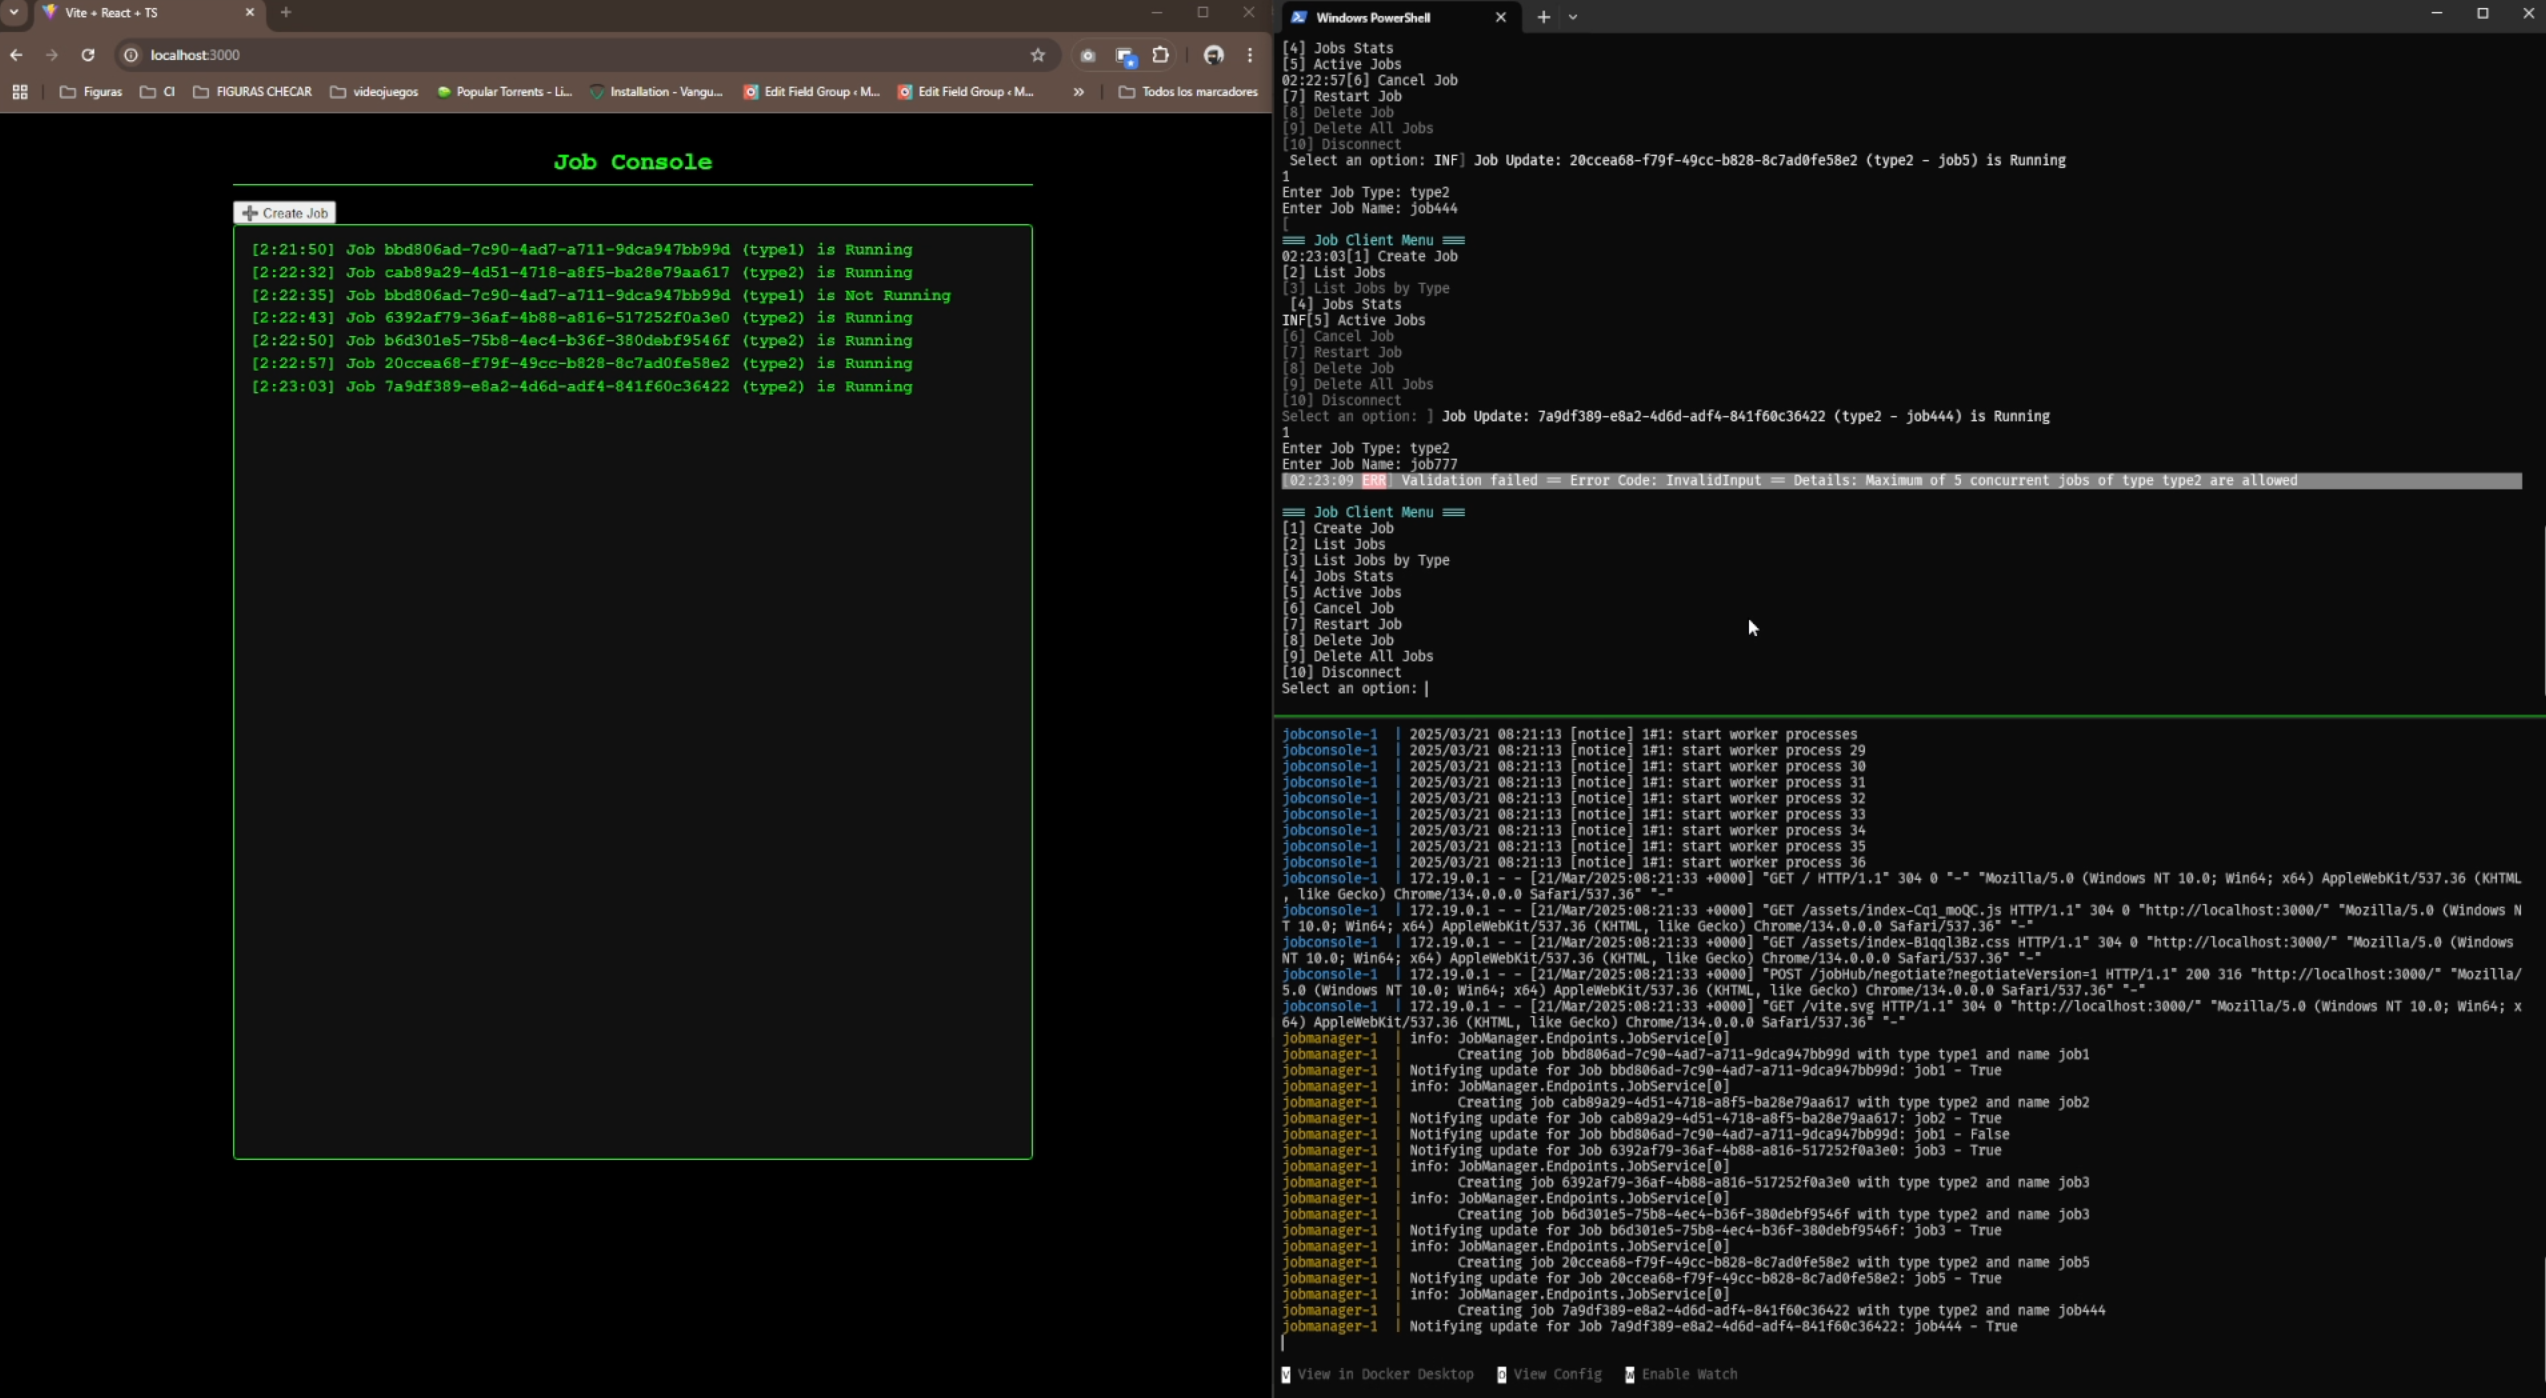 Vite + React + TS
localhost:3000
Figuras
CI
FIGURAS CHECAR
videojuegos
Popular Torrents - Li...
Installation - Vangu...
Edit Field Group ‹ M...
Edit Field Group ‹ M...
»
Todos los marcadores
Job Console
Create Job
[2:21:50] Job bbd806ad-7c90-4ad7-a711-9dca947bb99d (type1) is Running
[2:22:32] Job cab89a29-4d51-4718-a8f5-ba28e79aa617 (type2) is Running
[2:22:35] Job bbd806ad-7c90-4ad7-a711-9dca947bb99d (type1) is Not Running
[2:22:43] Job 6392af79-36af-4b88-a816-517252f0a3e0 (type2) is Running
[2:22:50] Job b6d301e5-75b8-4ec4-b36f-380debf9546f (type2) is Running
[2:22:57] Job 20ccea68-f79f-49cc-b828-8c7ad0fe58e2 (type2) is Running
[2:23:03] Job 7a9df389-e8a2-4d6d-adf4-841f60c36422 (type2) is Running
Windows PowerShell
[4] Jobs Stats
[5] Active Jobs
02:22:57[6] Cancel Job
[7] Restart Job
[8] Delete Job
[9] Delete All Jobs
[10] Disconnect
Select an option: INF] Job Update: 20ccea68-f79f-49cc-b828-8c7ad0fe58e2 (type2 - job5) is Running
1
Enter Job Type: type2
Enter Job Name: job444
[
=== Job Client Menu ===
02:23:03[1] Create Job
[2] List Jobs
[3] List Jobs by Type
[4] Jobs Stats
INF[5] Active Jobs
[6] Cancel Job
[7] Restart Job
[8] Delete Job
[9] Delete All Jobs
[10] Disconnect
Select an option: ] Job Update: 7a9df389-e8a2-4d6d-adf4-841f60c36422 (type2 - job444) is Running
1
Enter Job Type: type2
Enter Job Name: job777
[02:23:09 ERR] Validation failed == Error Code: InvalidInput == Details: Maximum of 5 concurrent jobs of type type2 are allowed
=== Job Client Menu ===
[1] Create Job
[2] List Jobs
[3] List Jobs by Type
[4] Jobs Stats
[5] Active Jobs
[6] Cancel Job
[7] Restart Job
[8] Delete Job
[9] Delete All Jobs
[10] Disconnect
Select an option:
jobconsole-1 | 2025/03/21 08:21:13 [notice] 1#1: start worker processes
jobconsole-1 | 2025/03/21 08:21:13 [notice] 1#1: start worker process 29
jobconsole-1 | 2025/03/21 08:21:13 [notice] 1#1: start worker process 30
jobconsole-1 | 2025/03/21 08:21:13 [notice] 1#1: start worker process 31
jobconsole-1 | 2025/03/21 08:21:13 [notice] 1#1: start worker process 32
jobconsole-1 | 2025/03/21 08:21:13 [notice] 1#1: start worker process 33
jobconsole-1 | 2025/03/21 08:21:13 [notice] 1#1: start worker process 34
jobconsole-1 | 2025/03/21 08:21:13 [notice] 1#1: start worker process 35
jobconsole-1 | 2025/03/21 08:21:13 [notice] 1#1: start worker process 36
jobconsole-1 | 172.19.0.1 - - [21/Mar/2025:08:21:33 +0000] "GET / HTTP/1.1" 304 0 "-" "Mozilla/5.0 (Windows NT 10.0; Win64; x64) AppleWebKit/537.36 (KHTML
, like Gecko) Chrome/134.0.0.0 Safari/537.36" "-"
jobconsole-1 | 172.19.0.1 - - [21/Mar/2025:08:21:33 +0000] "GET /assets/index-Cq1_moQC.js HTTP/1.1" 304 0 "http://localhost:3000/" "Mozilla/5.0 (Windows N
T 10.0; Win64; x64) AppleWebKit/537.36 (KHTML, like Gecko) Chrome/134.0.0.0 Safari/537.36" "-"
jobconsole-1 | 172.19.0.1 - - [21/Mar/2025:08:21:33 +0000] "GET /assets/index-B1qql3Bz.css HTTP/1.1" 304 0 "http://localhost:3000/" "Mozilla/5.0 (Windows
NT 10.0; Win64; x64) AppleWebKit/537.36 (KHTML, like Gecko) Chrome/134.0.0.0 Safari/537.36" "-"
jobconsole-1 | 172.19.0.1 - - [21/Mar/2025:08:21:33 +0000] "POST /jobHub/negotiate?negotiateVersion=1 HTTP/1.1" 200 316 "http://localhost:3000/" "Mozilla/
5.0 (Windows NT 10.0; Win64; x64) AppleWebKit/537.36 (KHTML, like Gecko) Chrome/134.0.0.0 Safari/537.36" "-"
jobconsole-1 | 172.19.0.1 - - [21/Mar/2025:08:21:33 +0000] "GET /vite.svg HTTP/1.1" 304 0 "http://localhost:3000/" "Mozilla/5.0 (Windows NT 10.0; Win64; x
64) AppleWebKit/537.36 (KHTML, like Gecko) Chrome/134.0.0.0 Safari/537.36" "-"
jobmanager-1 | info: JobManager.Endpoints.JobService[0]
jobmanager-1 | Creating job bbd806ad-7c90-4ad7-a711-9dca947bb99d with type type1 and name job1
jobmanager-1 | Notifying update for Job bbd806ad-7c90-4ad7-a711-9dca947bb99d: job1 - True
jobmanager-1 | info: JobManager.Endpoints.JobService[0]
jobmanager-1 | Creating job cab89a29-4d51-4718-a8f5-ba28e79aa617 with type type2 and name job2
jobmanager-1 | Notifying update for Job cab89a29-4d51-4718-a8f5-ba28e79aa617: job2 - True
jobmanager-1 | Notifying update for Job bbd806ad-7c90-4ad7-a711-9dca947bb99d: job1 - False
jobmanager-1 | Notifying update for Job 6392af79-36af-4b88-a816-517252f0a3e0: job3 - True
jobmanager-1 | info: JobManager.Endpoints.JobService[0]
jobmanager-1 | Creating job 6392af79-36af-4b88-a816-517252f0a3e0 with type type2 and name job3
jobmanager-1 | info: JobManager.Endpoints.JobService[0]
jobmanager-1 | Creating job b6d301e5-75b8-4ec4-b36f-380debf9546f with type type2 and name job3
jobmanager-1 | Notifying update for Job b6d301e5-75b8-4ec4-b36f-380debf9546f: job3 - True
jobmanager-1 | info: JobManager.Endpoints.JobService[0]
jobmanager-1 | Creating job 20ccea68-f79f-49cc-b828-8c7ad0fe58e2 with type type2 and name job5
jobmanager-1 | Notifying update for Job 20ccea68-f79f-49cc-b828-8c7ad0fe58e2: job5 - True
jobmanager-1 | info: JobManager.Endpoints.JobService[0]
jobmanager-1 | Creating job 7a9df389-e8a2-4d6d-adf4-841f60c36422 with type type2 and name job444
jobmanager-1 | Notifying update for Job 7a9df389-e8a2-4d6d-adf4-841f60c36422: job444 - True
v View in Docker Desktop o View Config w Enable Watch